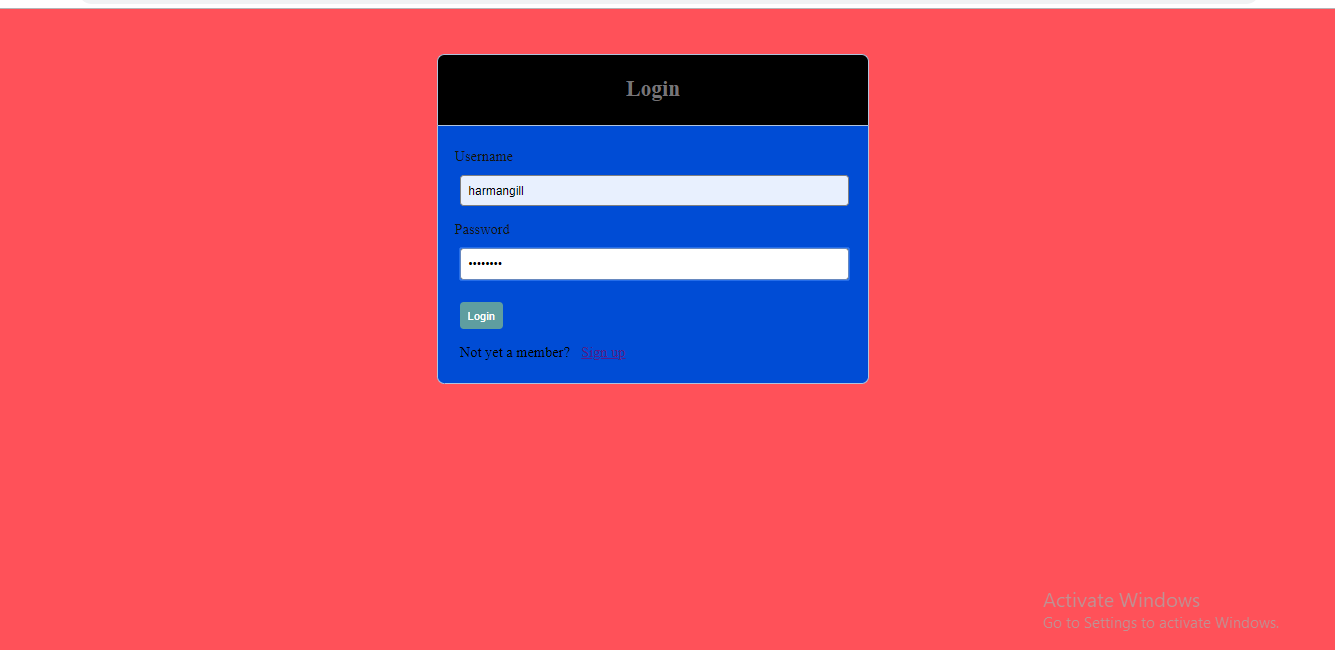 Login
Username
harmangill
Password
••••••••
Login
Not yet a member? Sign up
Activate Windows
Go to Settings to activate Windows.